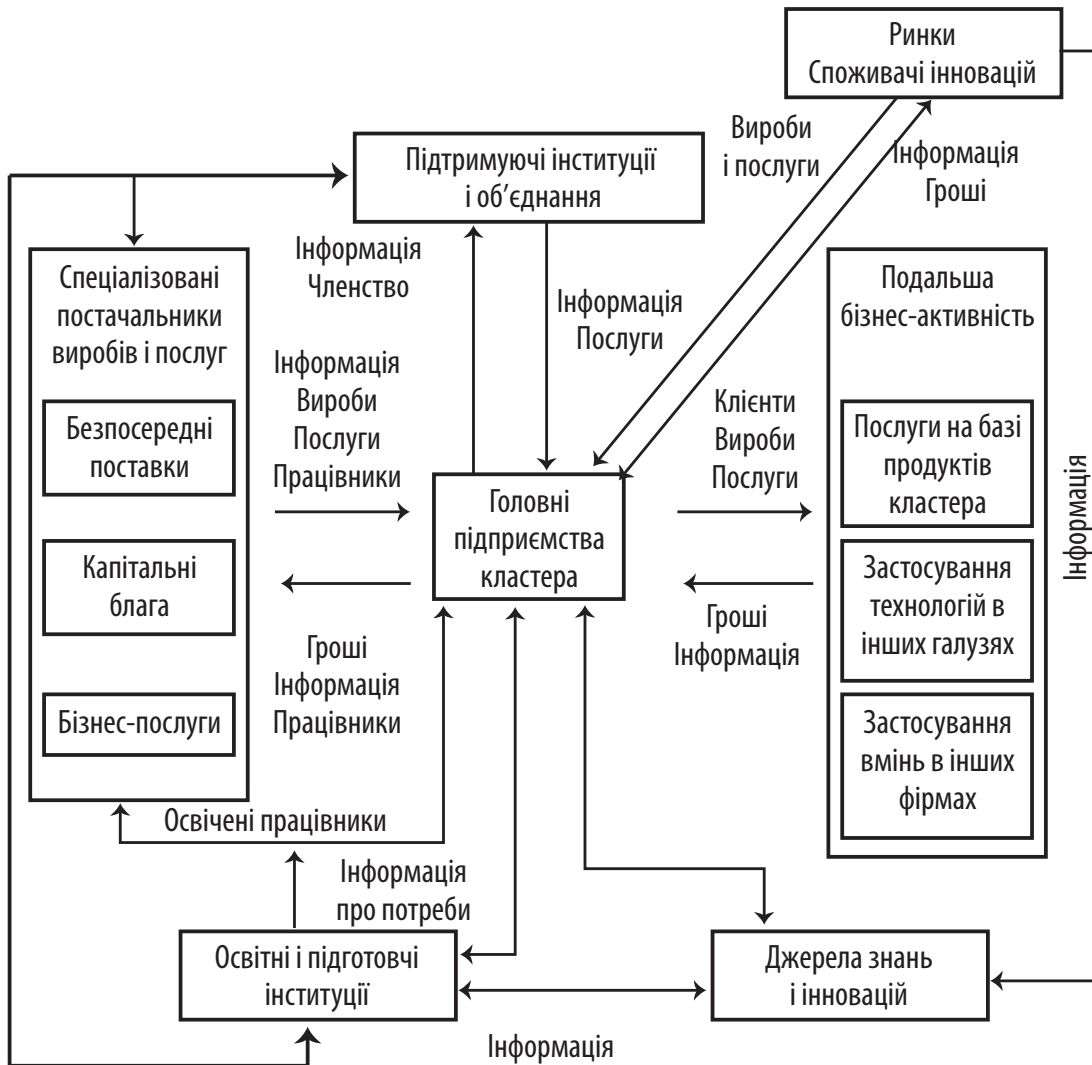 Ринки
Споживачі інновацій
Вироби
і послуги
Інформація
Гроші
Підтримуючі інституції
і об’єднання
Інформація
Членство
Інформація
Послуги
Спеціалізовані
постачальники
виробів і послуг
Безпосередні
поставки
Капітальні
блага
Бізнес-послуги
Інформація
Вироби
Послуги
Працівники
Гроші
Інформація
Працівники
Головні
підприємства
кластера
Клієнти
Вироби
Послуги
Гроші
Інформація
Подальша
бізнес-активність
Послуги на базі
продуктів
кластера
Застосування
технологій в
інших галузях
Застосування
вмінь в інших
фірмах
Інформація
Освічені працівники
Інформація
про потреби
Освітні і підготовчі
інституції
Джерела знань
і інновацій
Інформація